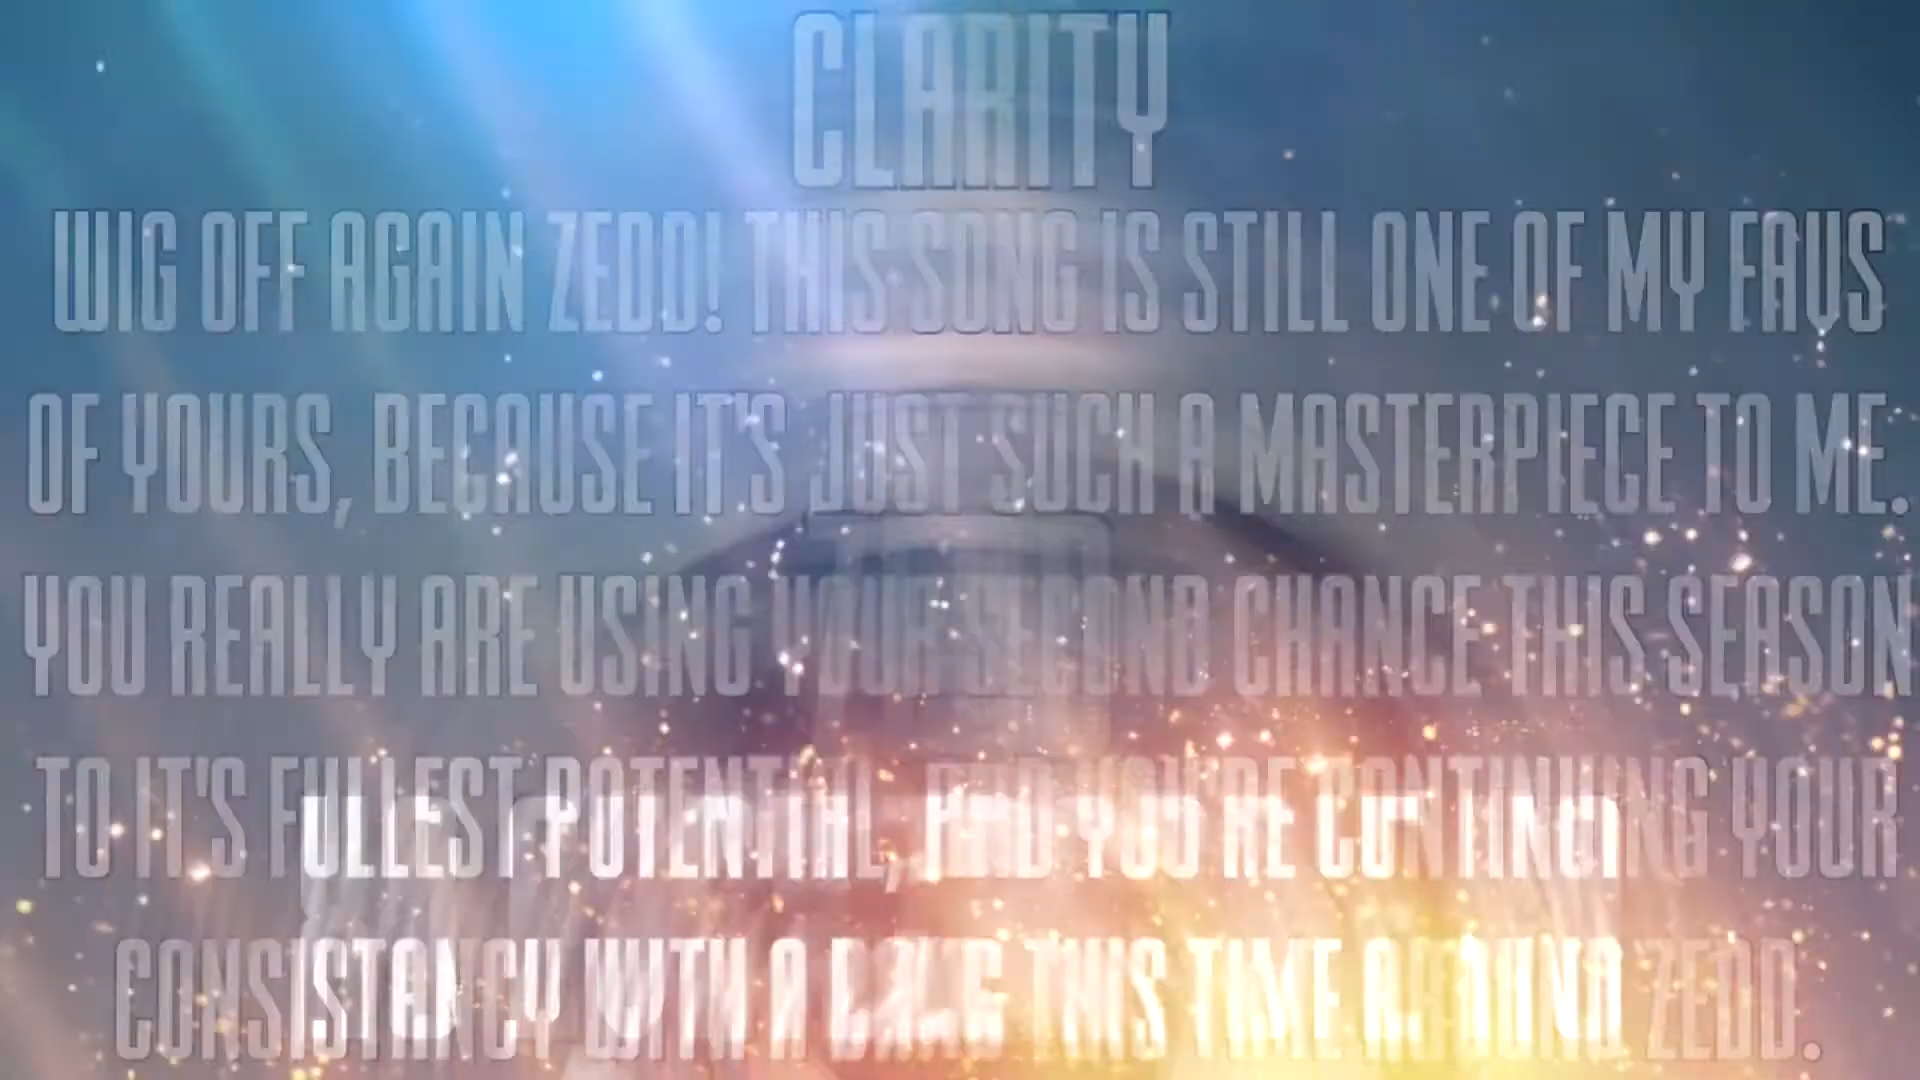 CLARITY
WIG OFF AGAIN ZEDD! THIS SONG IS STILL ONE OF MY FAVS
OF YOURS, BECAUSE IT'S JUST SUCH A MASTERPIECE TO ME.
YOU REALLY ARE USING YOUR SECOND CHANCE THIS SEASON
TO IT'S FULLEST POTENTIAL, AND YOU'RE CONTINUING YOUR
CONSISTANCY WITH A BANG THIS TIME AROUND ZEDD.